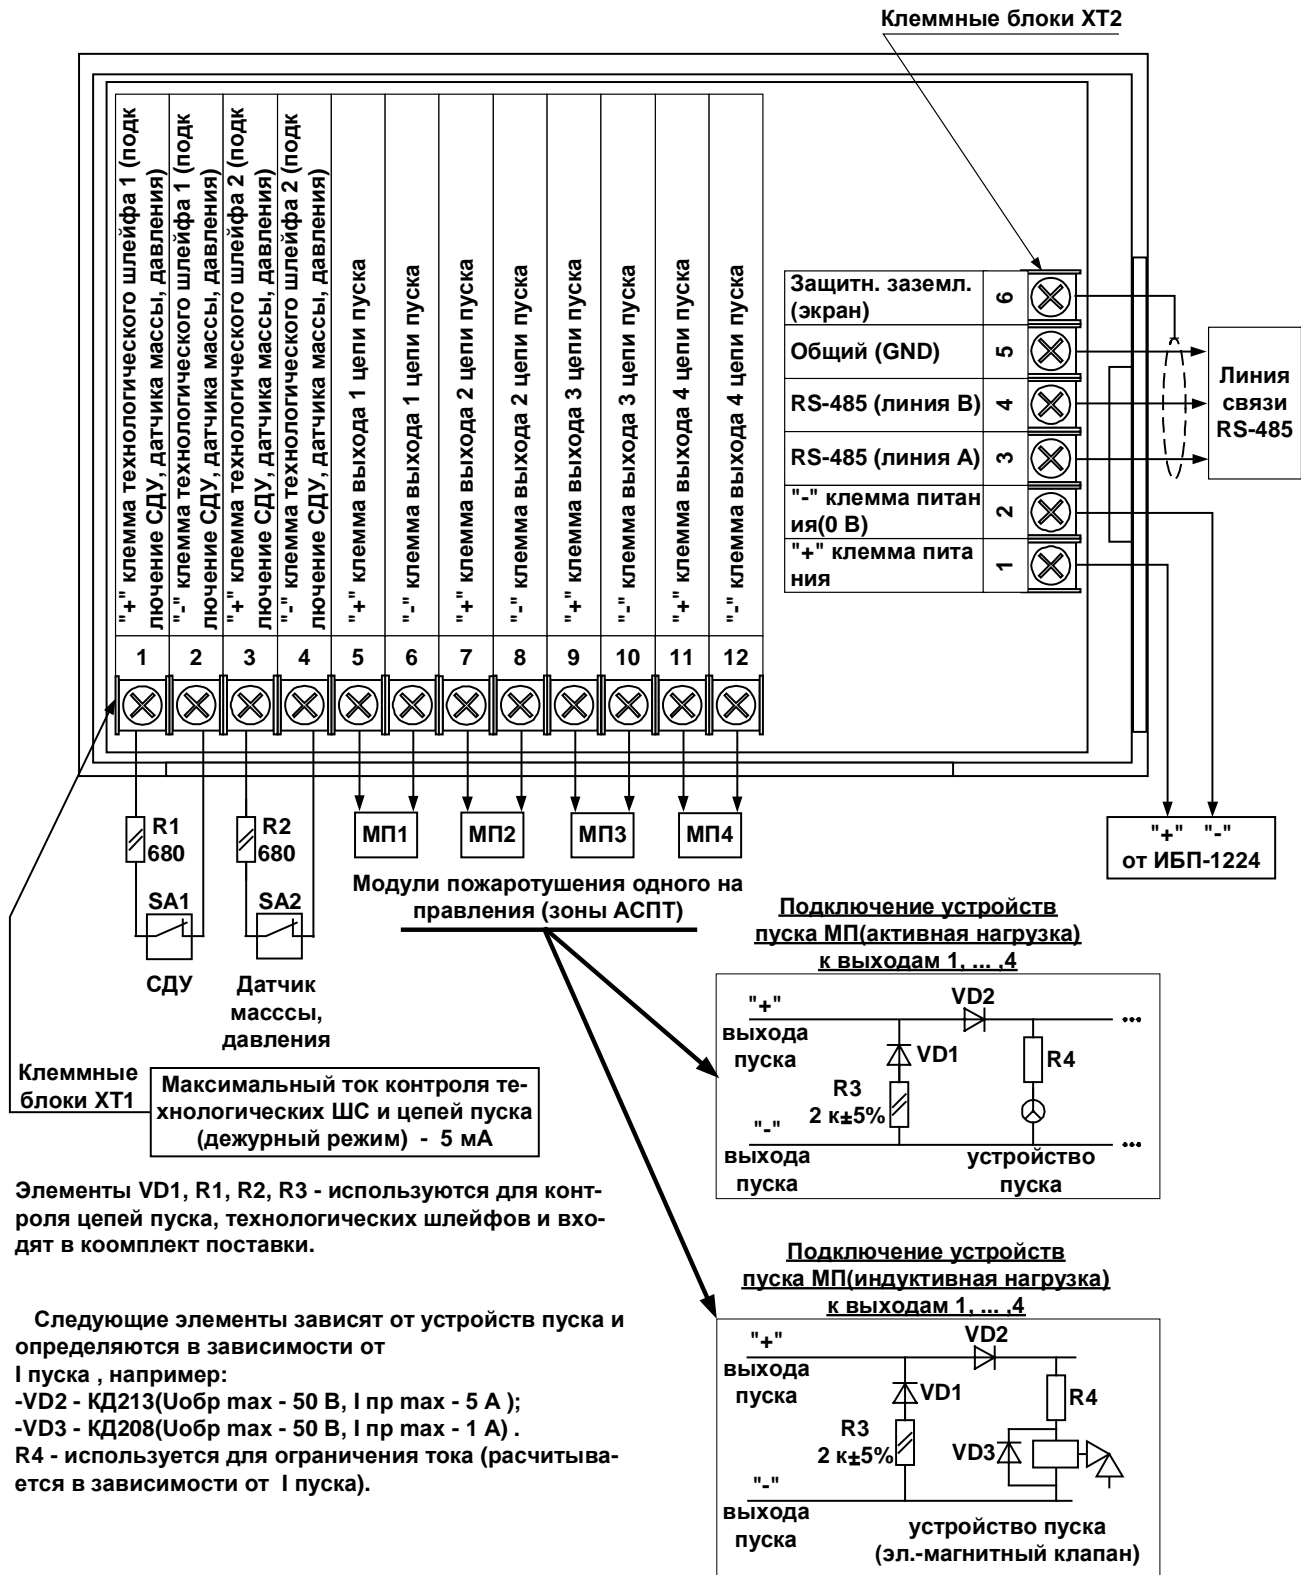 Клеммные блоки XT2
"+" клемма технологического шлейфа 1 (подк
лючение СДУ, датчика массы, давления)
"-" клемма технологического шлейфа 1 (подк
лючение СДУ, датчика массы, давления)
"+" клемма технологического шлейфа 2 (подк
лючение СДУ, датчика массы, давления)
"-" клемма технологического шлейфа 2 (подк
лючение СДУ, датчика массы, давления)
"+" клемма выхода 1 цепи пуска
"-" клемма выхода 1 цепи пуска
"+" клемма выхода 2 цепи пуска
"-" клемма выхода 2 цепи пуска
"+" клемма выхода 3 цепи пуска
"-" клемма выхода 3 цепи пуска
"+" клемма выхода 4 цепи пуска
"-" клемма выхода 4 цепи пуска
1 2 3 4 5 6 7 8 9 10 11 12
Защитн. заземл.
(экран)
6
Общий (GND)
5
RS-485 (линия B)
4
RS-485 (линия A)
3
"-" клемма питан
ия(0 В)
2
"+" клемма пита
ния
1
Линия
связи
RS-485
"+" "-"
от ИБП-1224
R1
680
R2
680
SA1
SA2
СДУ
Датчик
масссы,
давления
МП1
МП2
МП3
МП4
Модули пожаротушения одного на
правления (зоны АСПТ)
Клеммные
блоки XT1
Максимальный ток контроля те-
хнологических ШС и цепей пуска
(дежурный режим) - 5 мА
Подключение устройств
пуска МП(активная нагрузка)
к выходам 1, ... ,4
"+"
выхода
пуска
VD2
VD1
R3
2 к±5%
R4
"-"
выхода
пуска
устройство
пуска
...
...
Элементы VD1, R1, R2, R3 - используются для конт-
роля цепей пуска, технологических шлейфов и вхо-
дят в коомплект поставки.
Следующие элементы зависят от устройств пуска и
определяются в зависимости от
I пуска , например:
-VD2 - КД213(Uобр max - 50 В, I пр max - 5 А );
-VD3 - КД208(Uобр max - 50 В, I пр max - 1 А) .
R4 - используется для ограничения тока (расчитыва-
ется в зависимости от I пуска).
Подключение устройств
пуска МП(индуктивная нагрузка)
к выходам 1, ... ,4
"+"
выхода
пуска
VD2
VD1
R3
2 к±5%
R4
VD3
"-"
выхода
пуска
устройство пуска
(эл.-магнитный клапан)